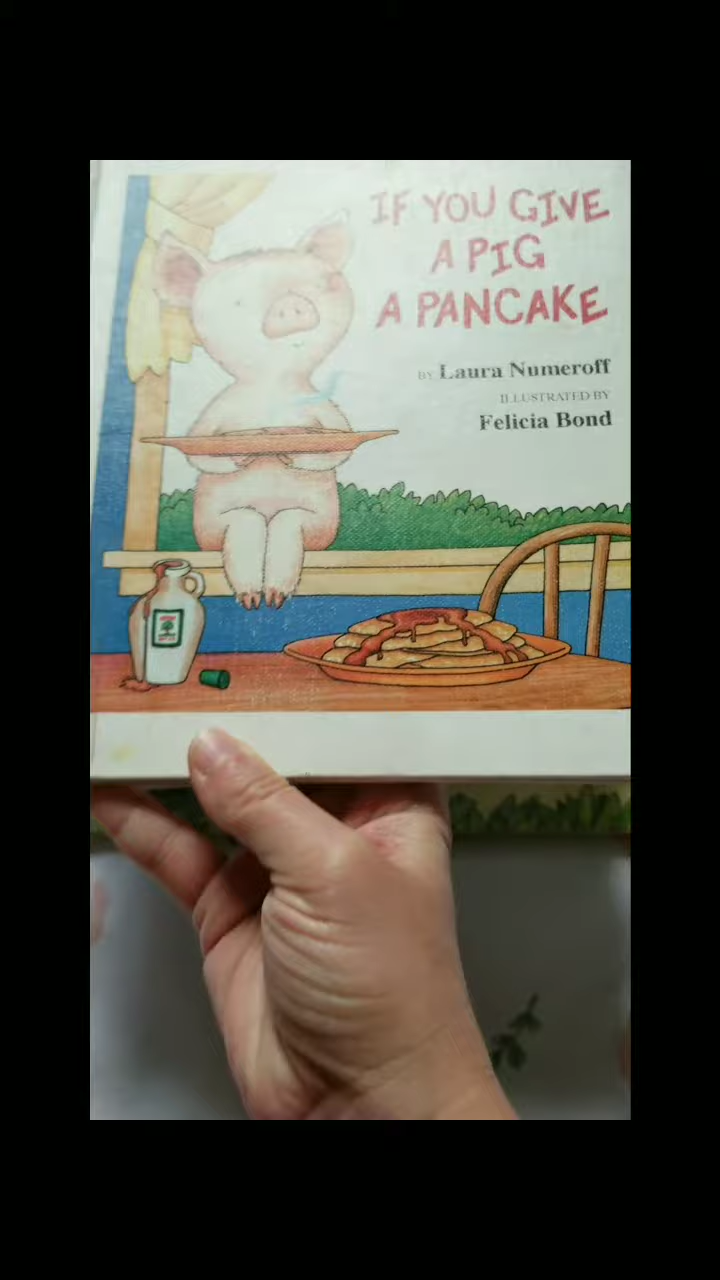 IF YOU GIVE
A PIG
A PANCAKE
BY Laura Numeroff
ILLUSTRATED BY
Felicia Bond